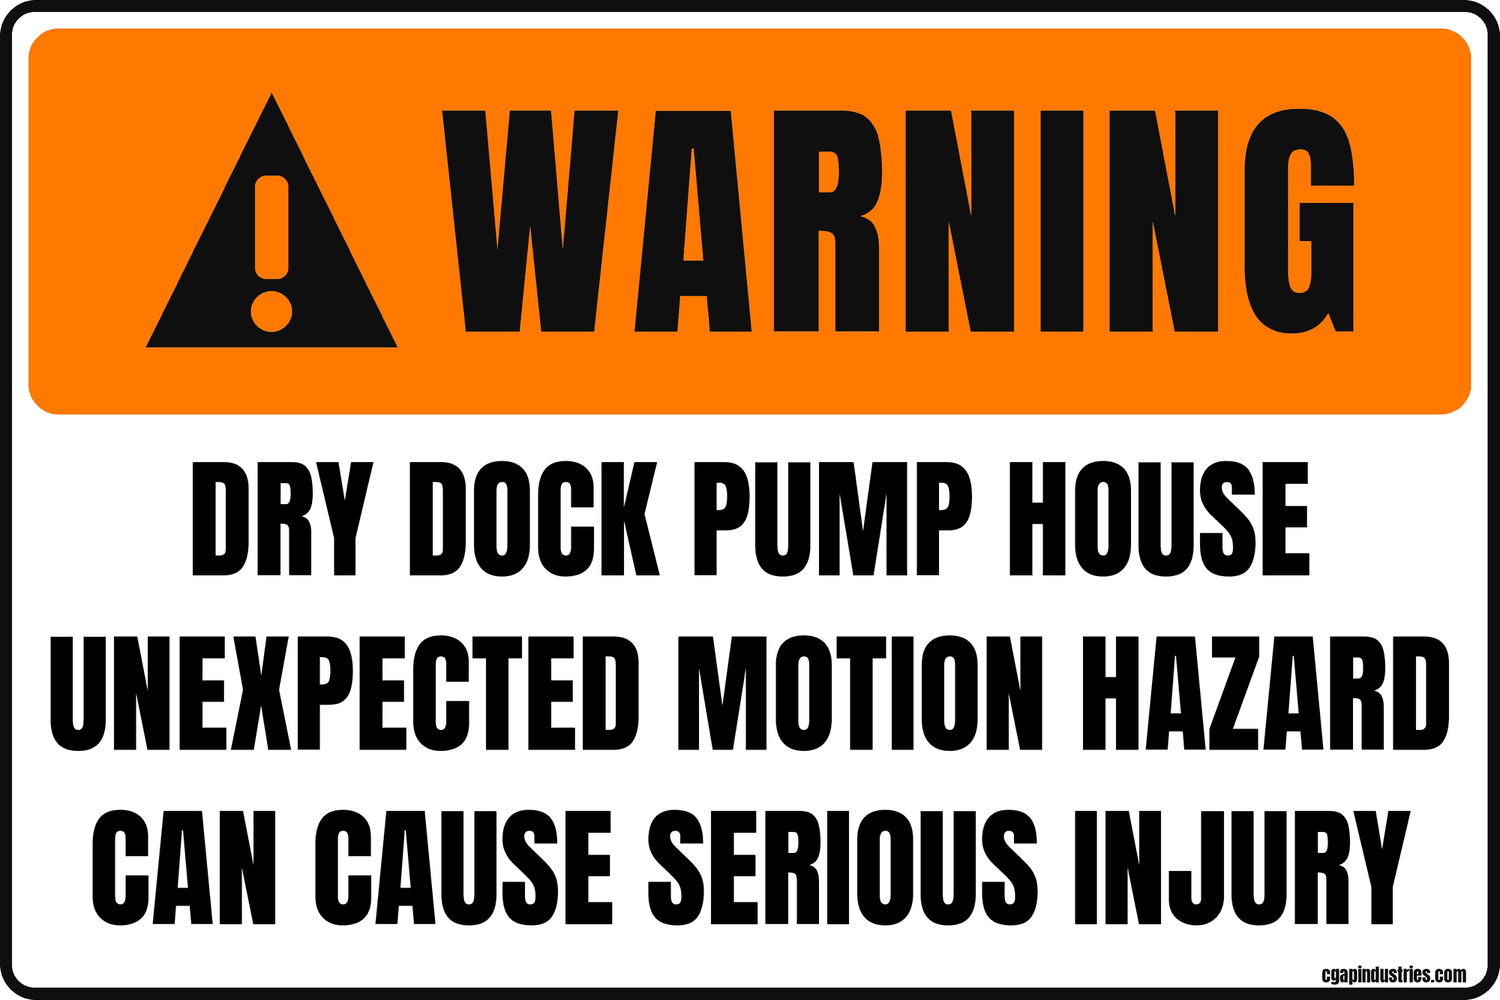 WARNING
DRY DOCK PUMP HOUSE
UNEXPECTED MOTION HAZARD
CAN CAUSE SERIOUS INJURY
cgapindustries.com